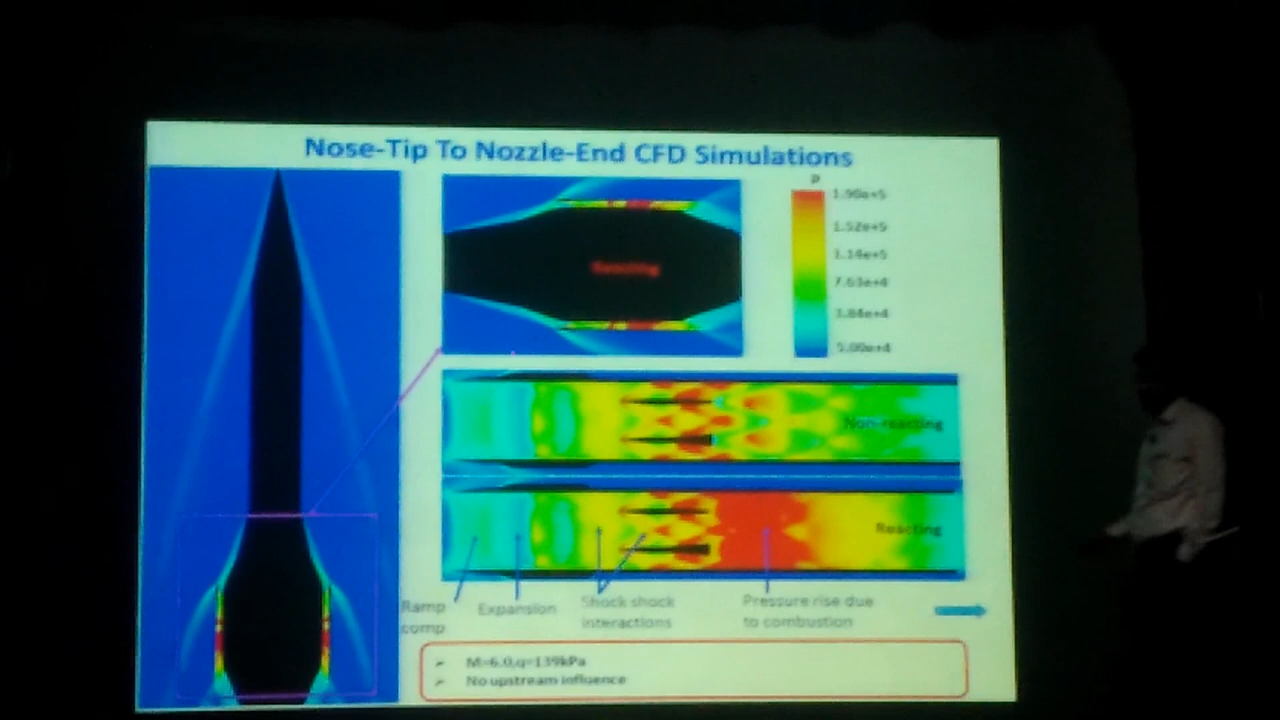 Nose-Tip To Nozzle-End CFD Simulations
P
1.90e+5
1.52e+5
1.14e+5
7.63e+4
3.84e+4
5.00e+4
Reacting
Non-reacting
Reacting
Ramp
comp
Expansion
Shock shock
interactions
Pressure rise due
to combustion
M=6.0,q=139kPa
No upstream influence